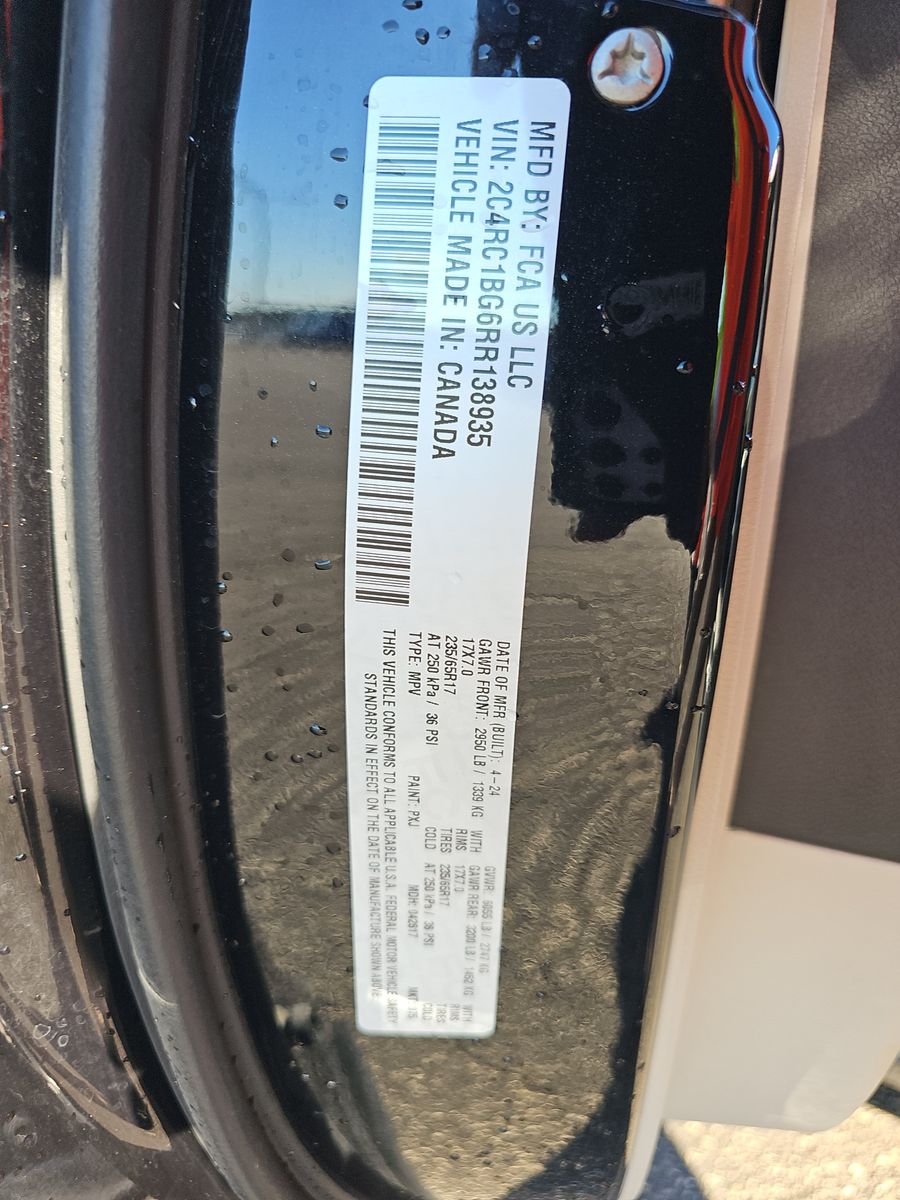 MFD BY: FCA US LLC
VIN: 2C4RC1BG6RR138935
VEHICLE MADE IN: CANADA
DATE OF MFR (BUILT): 4-24 GVWR: 6055 LB / 2747 KG
GAWR FRONT: 2950 LB / 1339 KG WITH GAWR REAR: 3200 LB / 1452 KG WITH
17X7.0 RIMS 17X7.0 RIMS
235/65R17 TIRES 235/65R17 TIRES
AT 250 kPa / 36 PSI COLD AT 250 kPa / 36 PSI COLD
TYPE: MPV PAINT: PXJ MDH: 042617
THIS VEHICLE CONFORMS TO ALL APPLICABLE U.S.A. FEDERAL MOTOR VEHICLE SAFETY
STANDARDS IN EFFECT ON THE DATE OF MANUFACTURE SHOWN ABOVE.